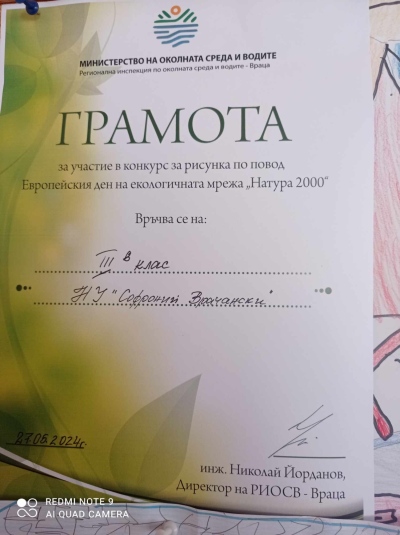 МИНИСТЕРСТВО НА ОКОЛНАТА СРЕДА И ВОДИТЕ
Регионална инспекция по околната среда и водите - Враца
ГРАМОТА
за участие в конкурс за рисунка по повод
Европейския ден на екологичната мрежа „Натура 2000“
Връчва се на:
III в клас
НУ "Софроний Врачански"
27.05.2024г.
инж. Николай Йорданов,
Директор на РИОСВ - Враца
REDMI NOTE 9
AI QUAD CAMERA